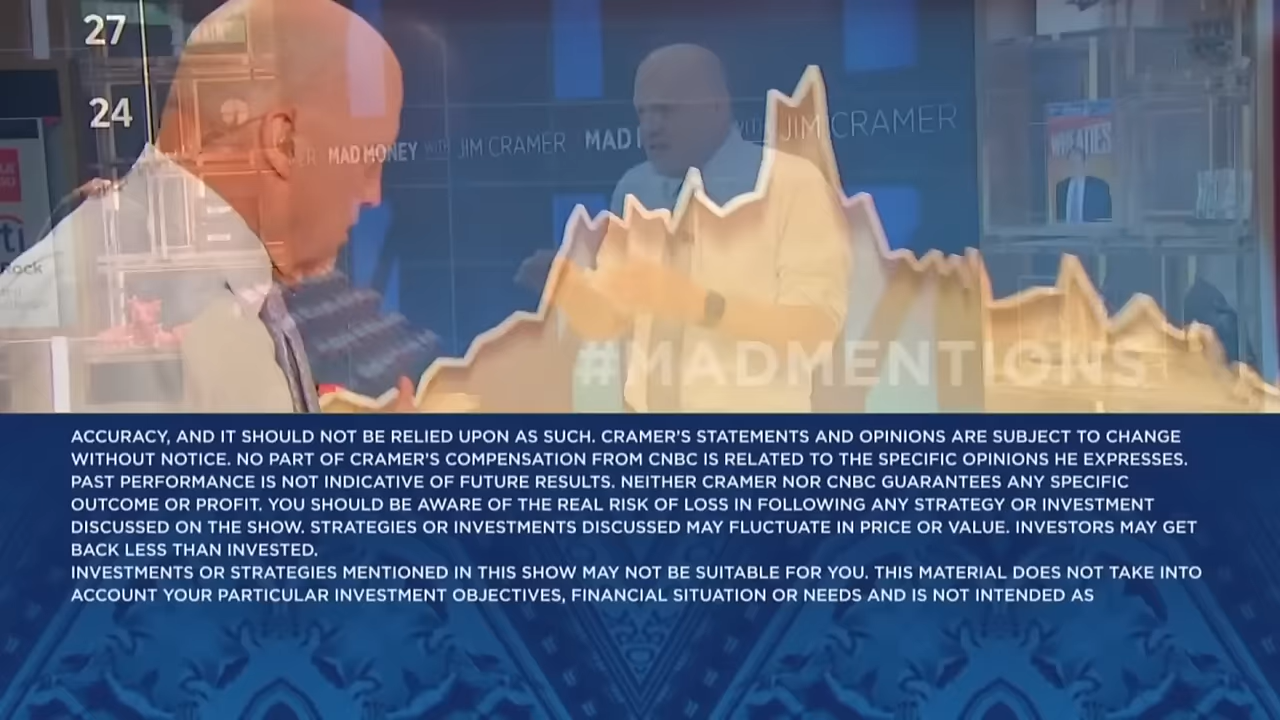 27
24
MAD MONEY WITH JIM CRAMER
MAD
JIM CRAMER
WHEATIES
Rock
#MADMENTIONS
ACCURACY, AND IT SHOULD NOT BE RELIED UPON AS SUCH. CRAMER'S STATEMENTS AND OPINIONS ARE SUBJECT TO CHANGE
WITHOUT NOTICE. NO PART OF CRAMER'S COMPENSATION FROM CNBC IS RELATED TO THE SPECIFIC OPINIONS HE EXPRESSES.
PAST PERFORMANCE IS NOT INDICATIVE OF FUTURE RESULTS. NEITHER CRAMER NOR CNBC GUARANTEES ANY SPECIFIC
OUTCOME OR PROFIT. YOU SHOULD BE AWARE OF THE REAL RISK OF LOSS IN FOLLOWING ANY STRATEGY OR INVESTMENT
DISCUSSED ON THE SHOW. STRATEGIES OR INVESTMENTS DISCUSSED MAY FLUCTUATE IN PRICE OR VALUE. INVESTORS MAY GET
BACK LESS THAN INVESTED.
INVESTMENTS OR STRATEGIES MENTIONED IN THIS SHOW MAY NOT BE SUITABLE FOR YOU. THIS MATERIAL DOES NOT TAKE INTO
ACCOUNT YOUR PARTICULAR INVESTMENT OBJECTIVES, FINANCIAL SITUATION OR NEEDS AND IS NOT INTENDED AS